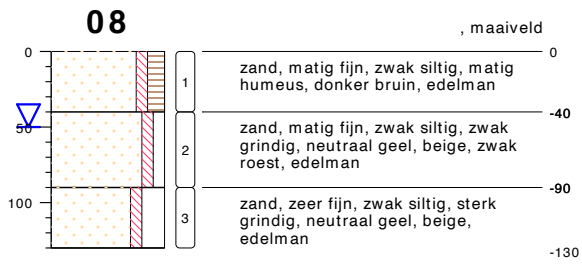 08
, maaiveld
0
0
1
zand, matig fijn, zwak siltig, matig
humeus, donker bruin, edelman
-40
50
2
zand, matig fijn, zwak siltig, zwak
grindig, neutraal geel, beige, zwak
roest, edelman
-90
100
3
zand, zeer fijn, zwak siltig, sterk
grindig, neutraal geel, beige,
edelman
-130